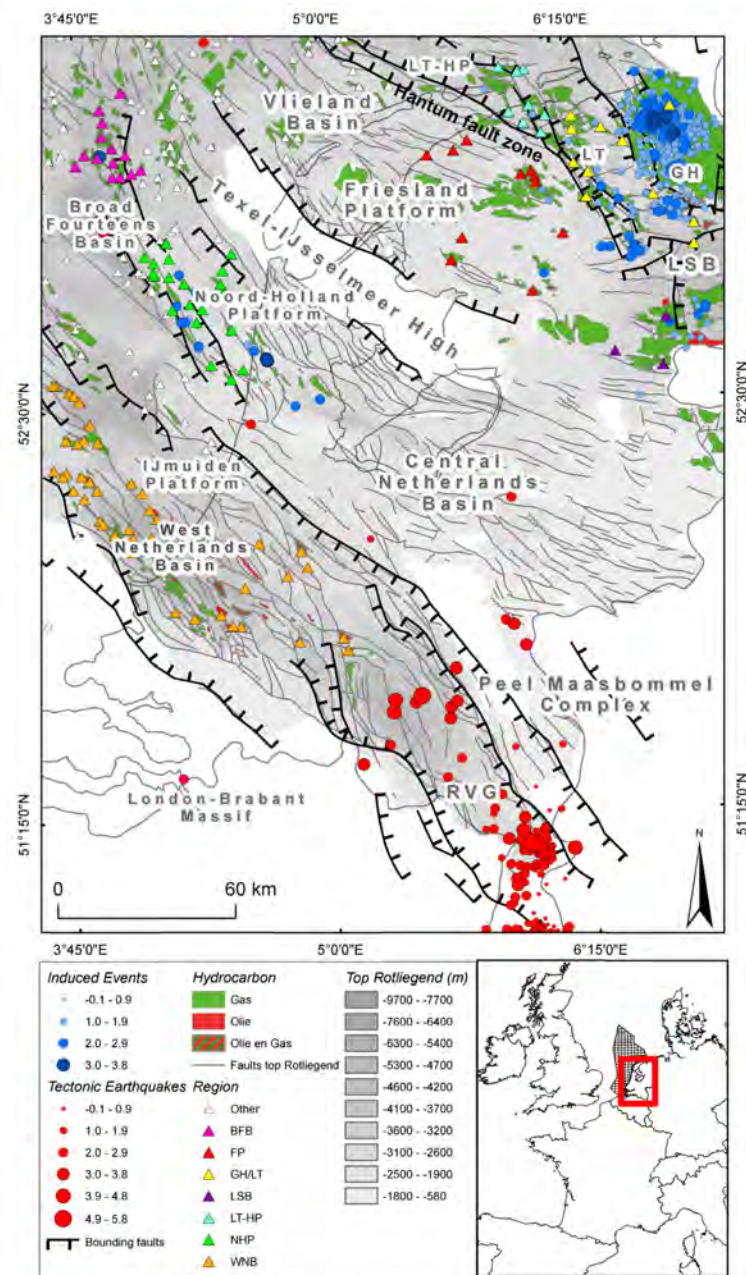 3°45'0"E 5°0'0"E 6°15'0"E
LT-HP
Hantum fault zone
Vlieland
Basin
LT
GH
Friesland
Platform
Broad
Fourteens
Basin
Texel-IJsselmeer High
LSB
Noord-Holland
Platform
52°30'0"N
52°30'0"N
IJmuiden
Platform
Central
Netherlands
Basin
West
Netherlands
Basin
Peel Maasbommel
Complex
RVG
London-Brabant
Massif
51°15'0"N
51°15'0"N
N
0 60 km
3°45'0"E 5°0'0"E 6°15'0"E
Induced Events
-0.1 - 0.9
1.0 - 1.9
2.0 - 2.9
3.0 - 3.8
Tectonic Earthquakes
-0.1 - 0.9
1.0 - 1.9
2.0 - 2.9
3.0 - 3.8
3.9 - 4.8
4.9 - 5.8
Bounding faults
Hydrocarbon
Gas
Olie
Olie en Gas
Faults top Rotliegend
Region
Other
BFB
FP
GH/LT
LSB
LT-HP
NHP
WNB
Top Rotliegend (m)
-9700 - -7700
-7600 - -6400
-6300 - -5400
-5300 - -4700
-4600 - -4200
-4100 - -3700
-3600 - -3200
-3100 - -2600
-2500 - -1900
-1800 - -580